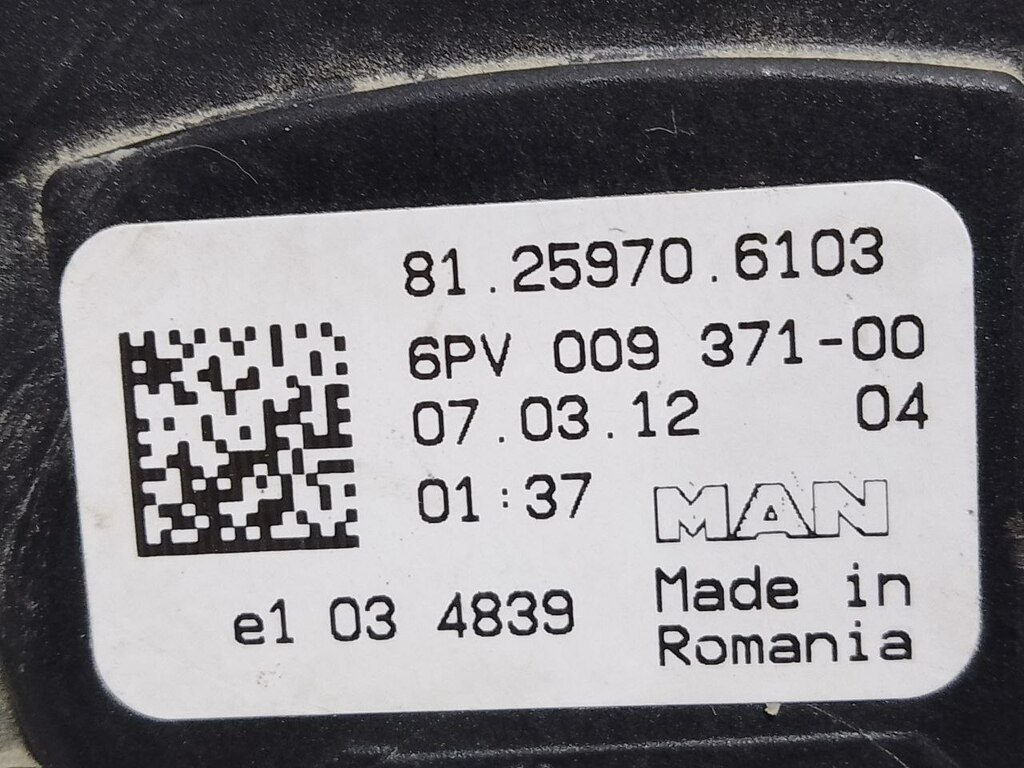 81.25970.6103
6PV 009 371-00
07.03.12 04
01:37 MAN
e1 03 4839
Made in
Romania